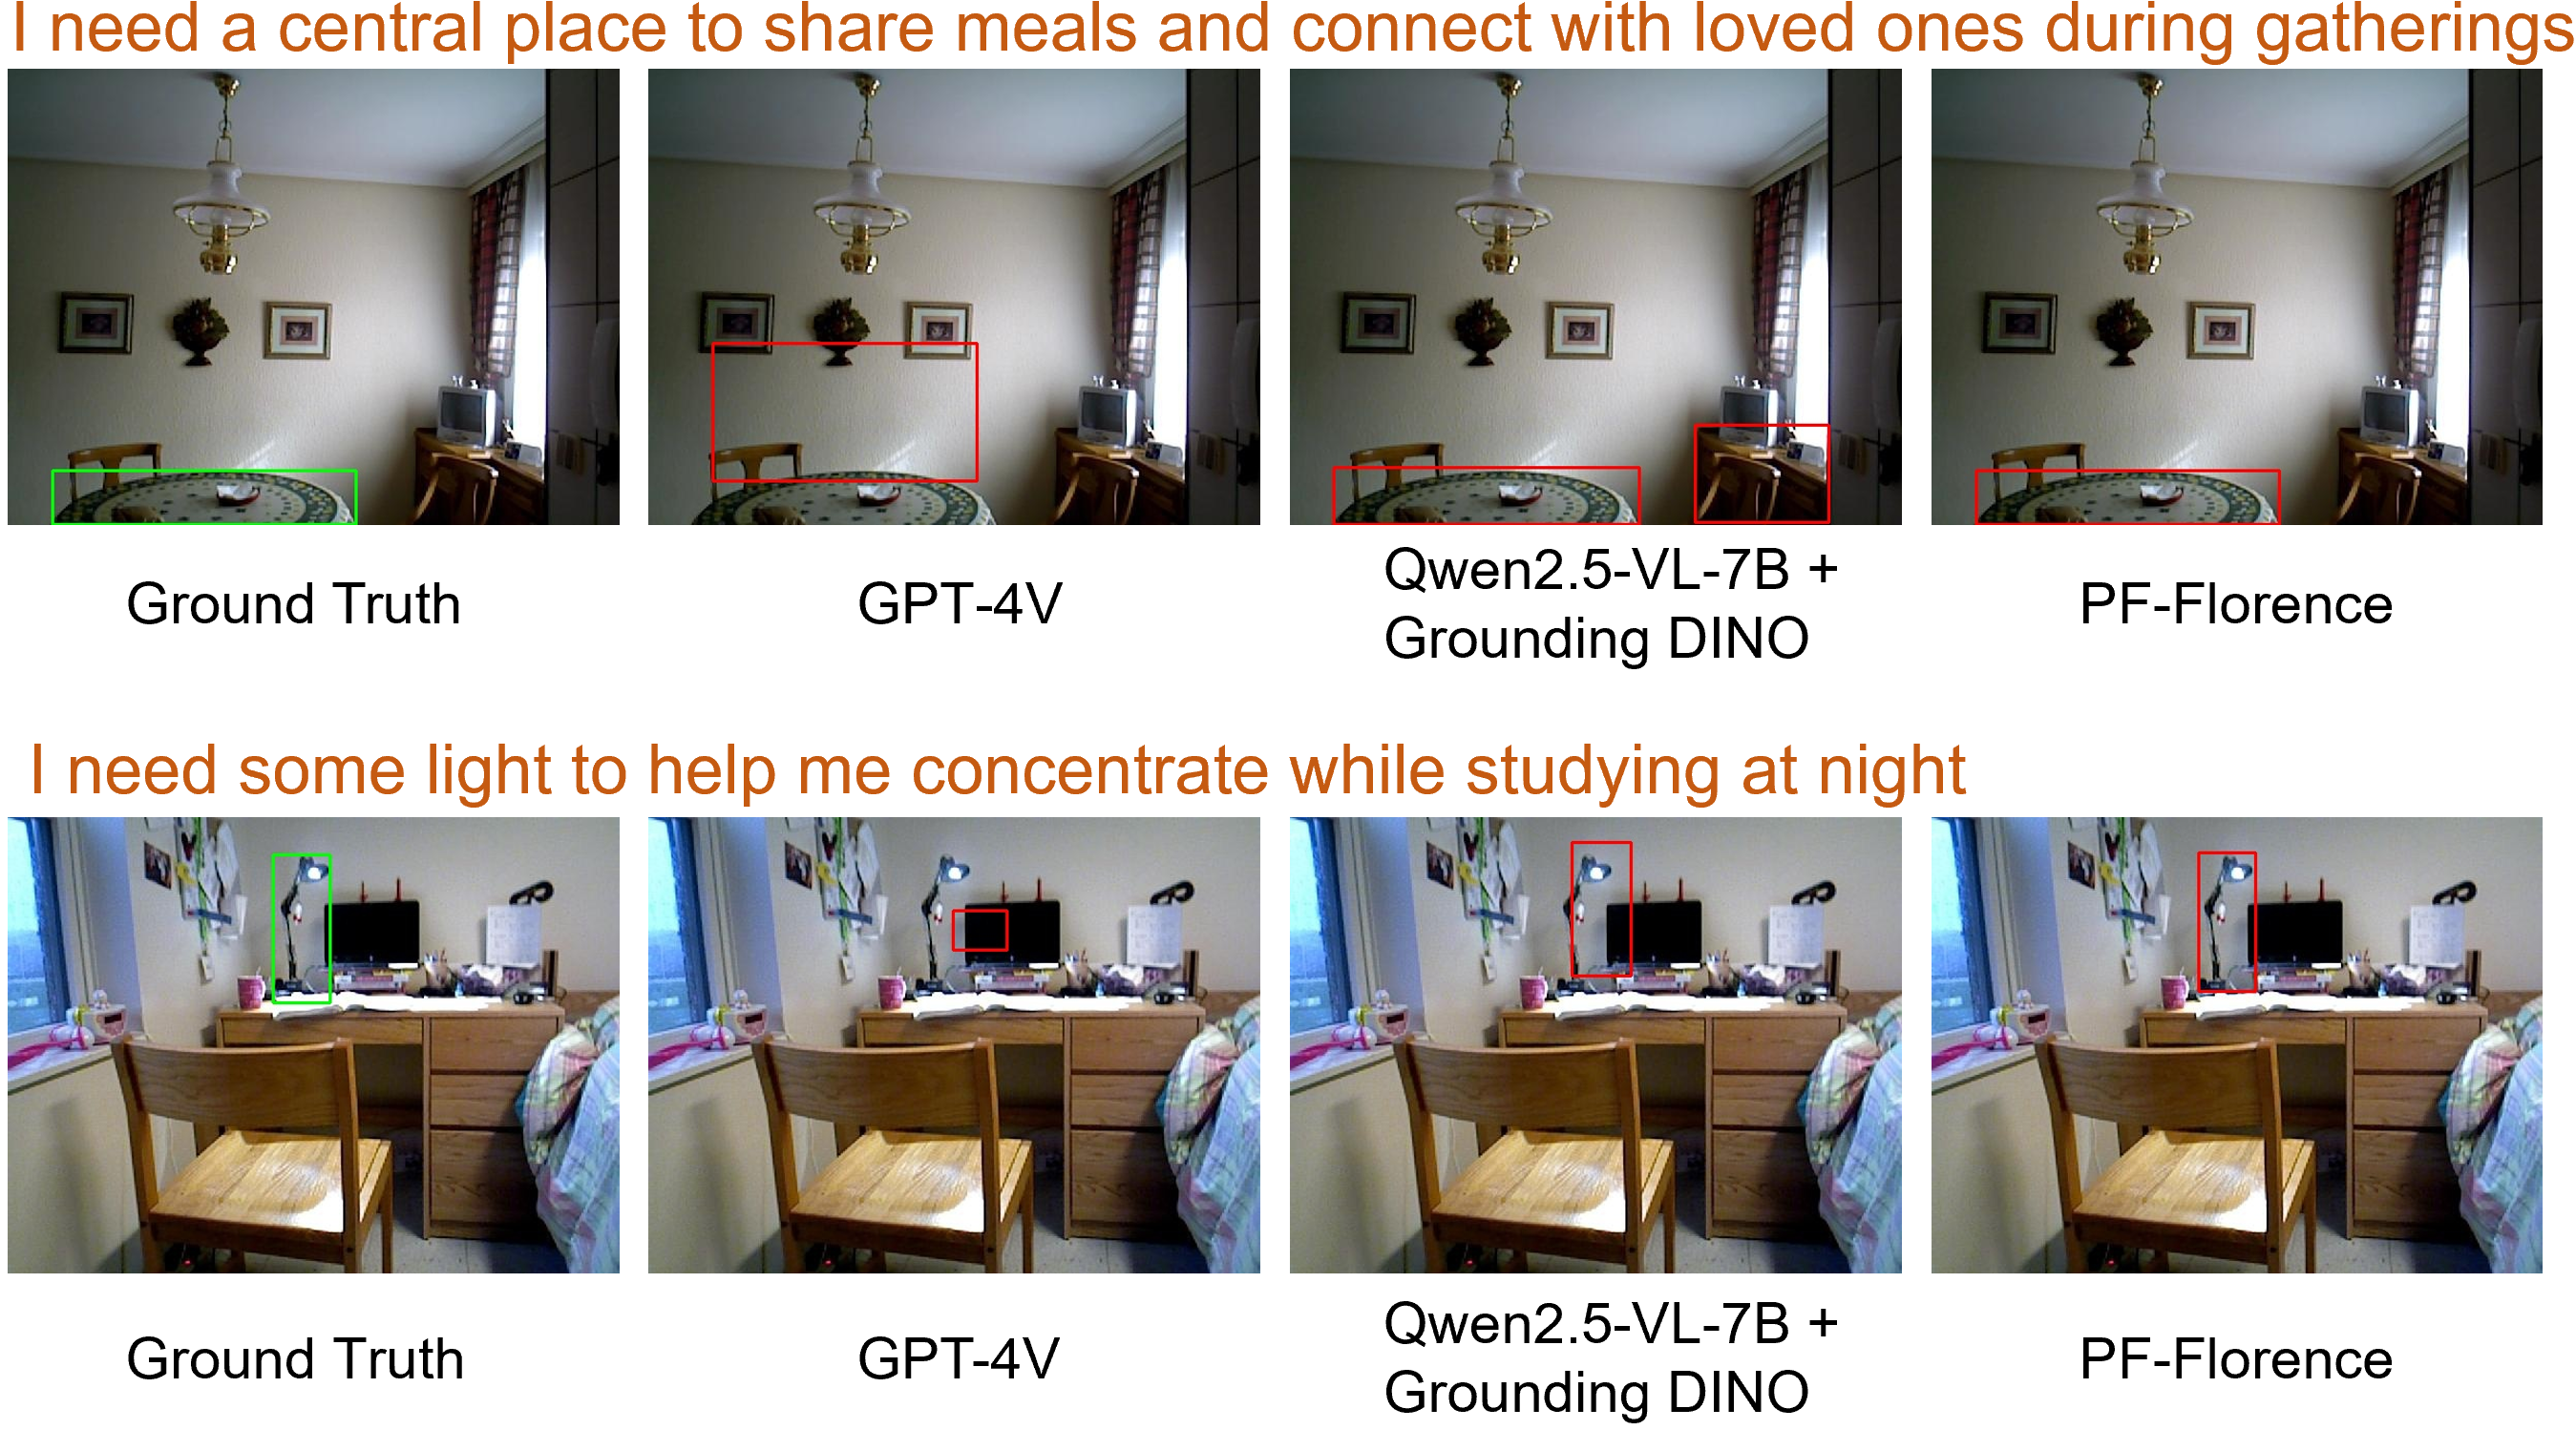 I need a central place to share meals and connect with loved ones during gatherings
Ground Truth
GPT-4V
Qwen2.5-VL-7B +
Grounding DINO
PF-Florence
I need some light to help me concentrate while studying at night
Ground Truth
GPT-4V
Qwen2.5-VL-7B +
Grounding DINO
PF-Florence